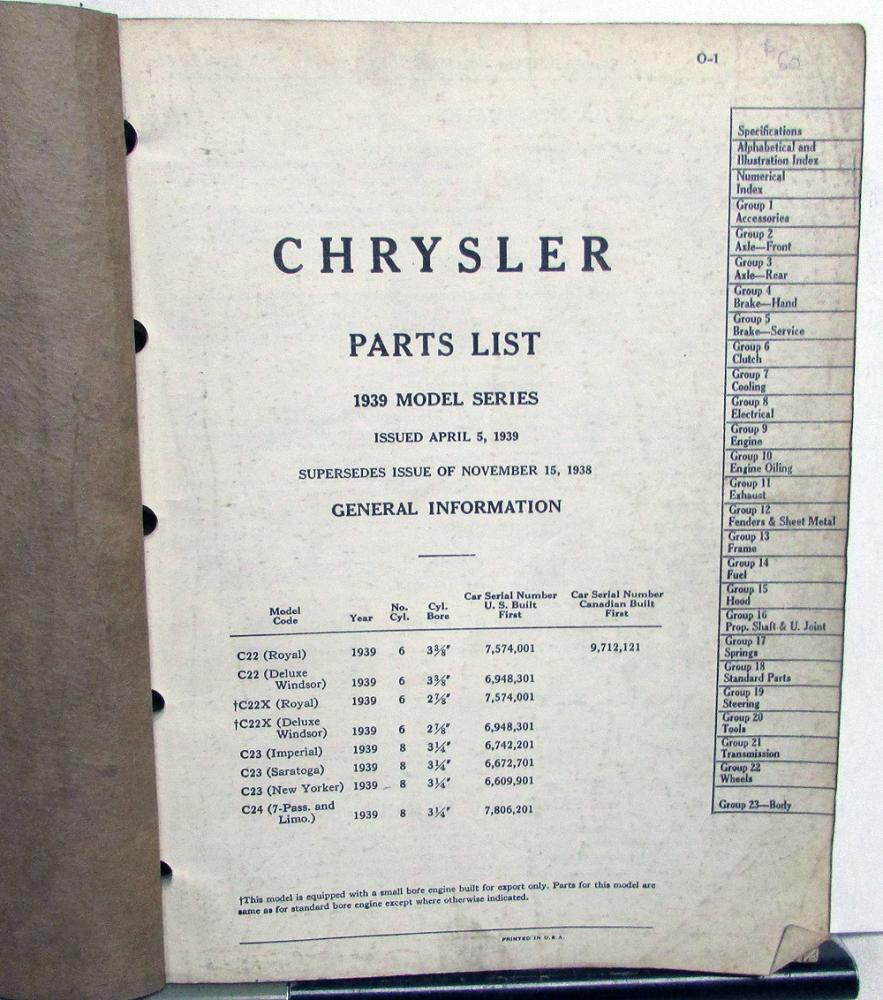 O-1
CHRYSLER
PARTS LIST
1939 MODEL SERIES
ISSUED APRIL 5, 1939
SUPERSEDES ISSUE OF NOVEMBER 15, 1938
GENERAL INFORMATION
Model Code Year No. Cyl. Cyl. Bore Car Serial Number U. S. Built First Car Serial Number Canadian Built First
C22 (Royal) 1939 6 3⅜" 7,574,001 9,712,121
C22 (Deluxe
Windsor) 1939 6 3⅜" 6,948,301
†C22X (Royal) 1939 6 2⅞" 7,574,001
†C22X (Deluxe
Windsor) 1939 6 2⅞" 6,948,301
C23 (Imperial) 1939 8 3¼" 6,742,201
C23 (Saratoga) 1939 8 3¼" 6,672,701
C23 (New Yorker) 1939 8 3¼" 6,609,901
C24 (7-Pass. and
Limo.) 1939 8 3¼" 7,806,201
†This model is equipped with a small bore engine built for export only. Parts for this model are
same as for standard bore engine except where otherwise indicated.
PRINTED IN U.S.A.
Specifications
Alphabetical and
Illustration Index
Numerical
Index
Group 1
Accessories
Group 2
Axle—Front
Group 3
Axle—Rear
Group 4
Brake—Hand
Group 5
Brake—Service
Group 6
Clutch
Group 7
Cooling
Group 8
Electrical
Group 9
Engine
Group 10
Engine Oiling
Group 11
Exhaust
Group 12
Fenders & Sheet Metal
Group 13
Frame
Group 14
Fuel
Group 15
Hood
Group 16
Prop. Shaft & U. Joint
Group 17
Springs
Group 18
Standard Parts
Group 19
Steering
Group 20
Tools
Group 21
Transmission
Group 22
Wheels
Group 23—Body